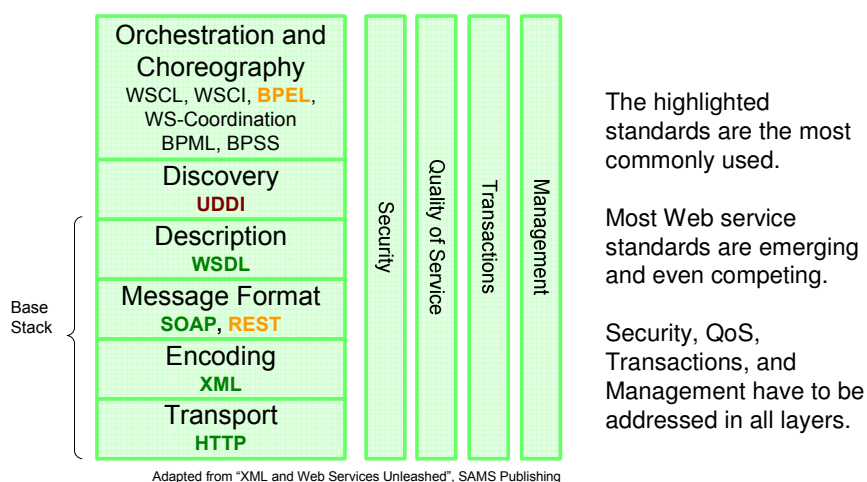 Orchestration and
Choreography
WSCL, WSCI, BPEL,
WS-Coordination
BPML, BPSS
Discovery
UDDI
Description
WSDL
Message Format
SOAP, REST
Encoding
XML
Transport
HTTP
Base
Stack
Security
Quality of Service
Transactions
Management
The highlighted
standards are the most
commonly used.
Most Web service
standards are emerging
and even competing.
Security, QoS,
Transactions, and
Management have to be
addressed in all layers.
Adapted from “XML and Web Services Unleashed”, SAMS Publishing